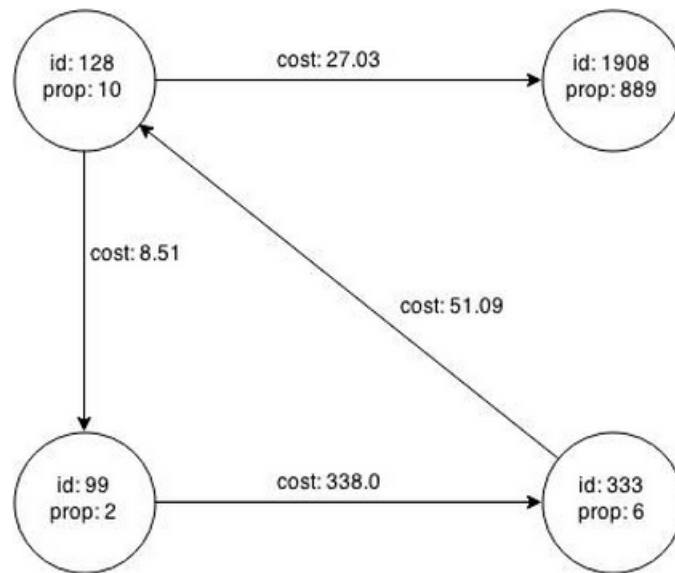 id: 128
prop: 10
cost: 27.03
id: 1908
prop: 889
cost: 8.51
cost: 51.09
id: 99
prop: 2
cost: 338.0
id: 333
prop: 6